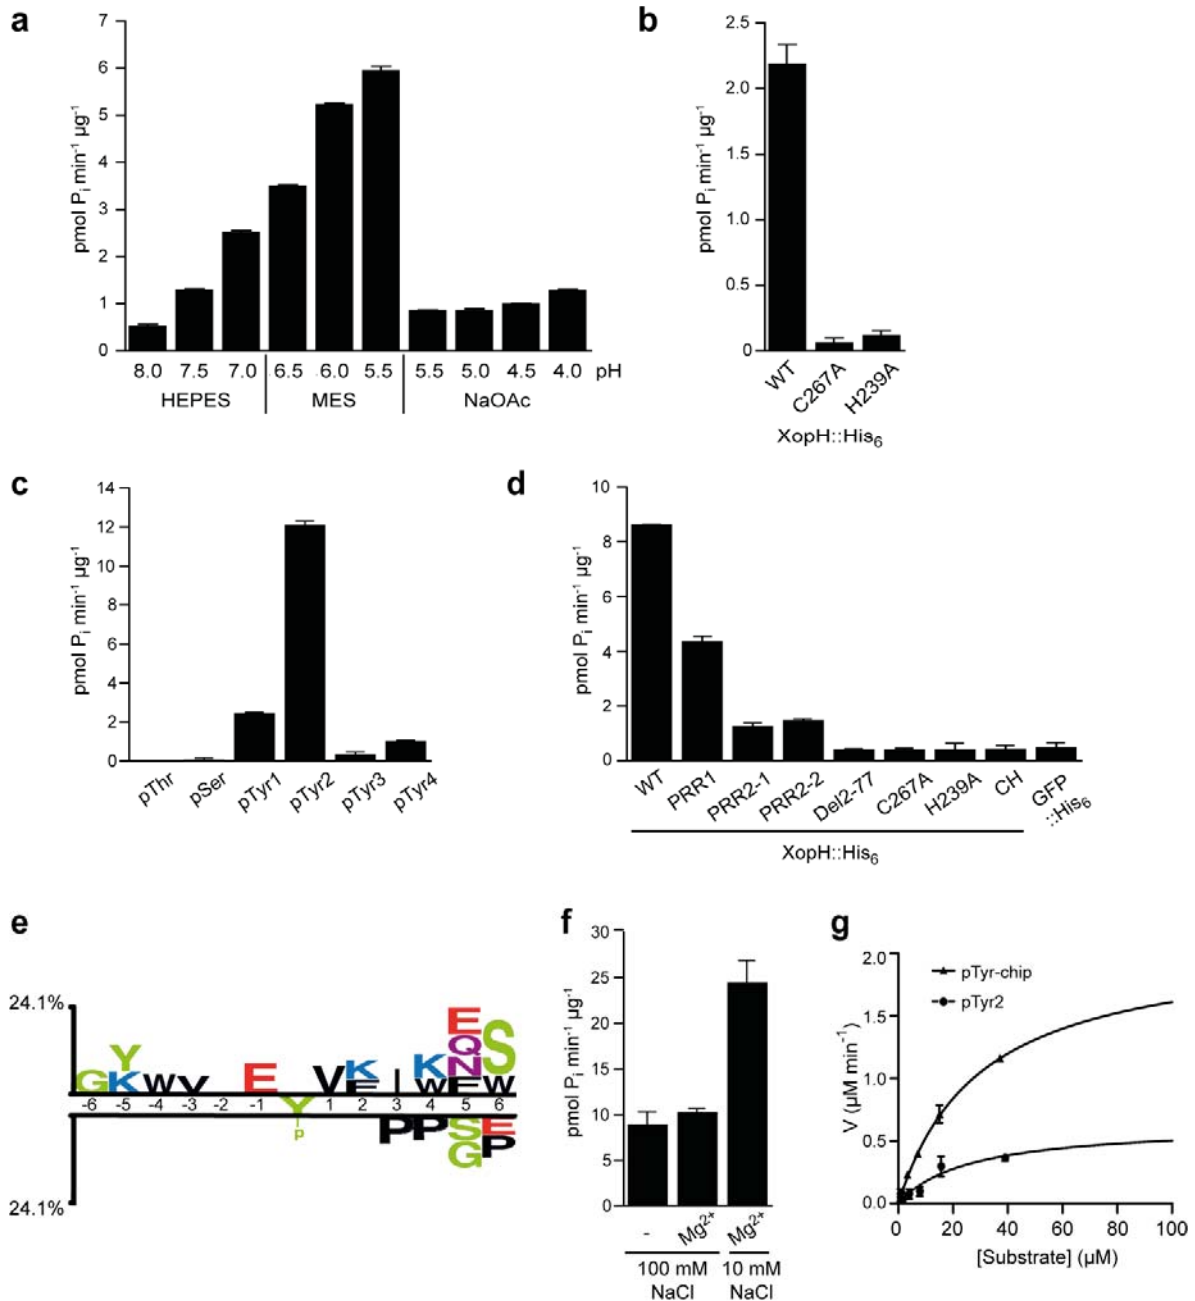 a
7
6
5
4
3
2
1
0
pmol Pi min-1 µg-1
8.0 7.5 7.0 6.5 6.0 5.5 5.5 5.0 4.5 4.0 pH
HEPES MES NaOAc
b
2.5
2.0
1.5
1.0
0.5
0
pmol Pi min-1 µg-1
WT C267A H239A
XopH::His6
c
14
12
10
8
6
4
2
0
pmol Pi min-1 µg-1
pThr pSer pTyr1 pTyr2 pTyr3 pTyr4
d
10
8
6
4
2
0
pmol Pi min-1 µg-1
WT PRR1 PRR2-1 PRR2-2 Del2-77 C267A H239A CH GFP
::His6
XopH::His6
e
24.1%
E
Y Q S
K K N
G K W V E V F I W F W
-6 -5 -4 -3 -2 -1 1 2 3 4 5 6
Y P P S E
p G P
24.1%
f
30
25
20
15
10
5
0
pmol Pi min-1 µg-1
- Mg2+ Mg2+
100 mM 10 mM
NaCl NaCl
g
2.0
1.5
1.0
0.5
0.0
V (µM min-1)
pTyr-chip
pTyr2
0 20 40 60 80 100
[Substrate] (µM)